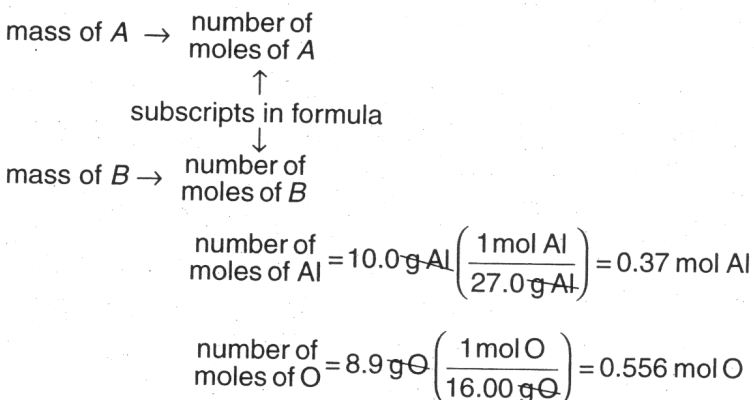 mass of A → number of moles of A
↑
subscripts in formula
↓
mass of B → number of moles of B
number of moles of Al = 10.0 g Al (1 mol Al / 27.0 g Al) = 0.37 mol Al
number of moles of O = 8.9 g O (1 mol O / 16.00 g O) = 0.556 mol O